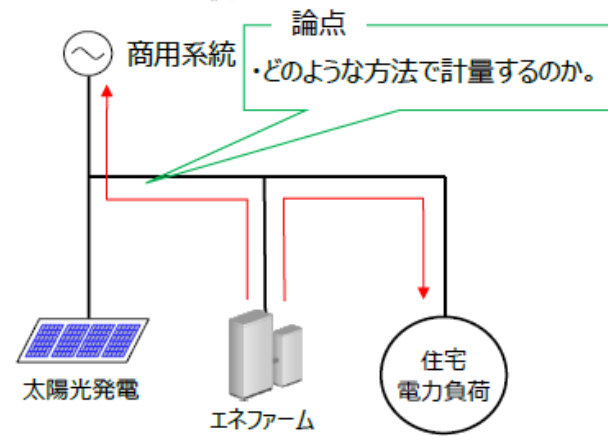 論点
商用系統
・どのような方法で計量するのか。
太陽光発電
エネファーム
住宅
電力負荷